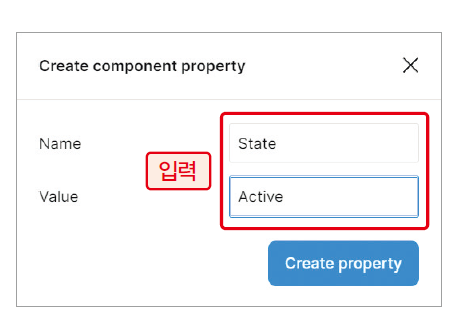 Create component property
Name
State
입력
Value
Active
Create property